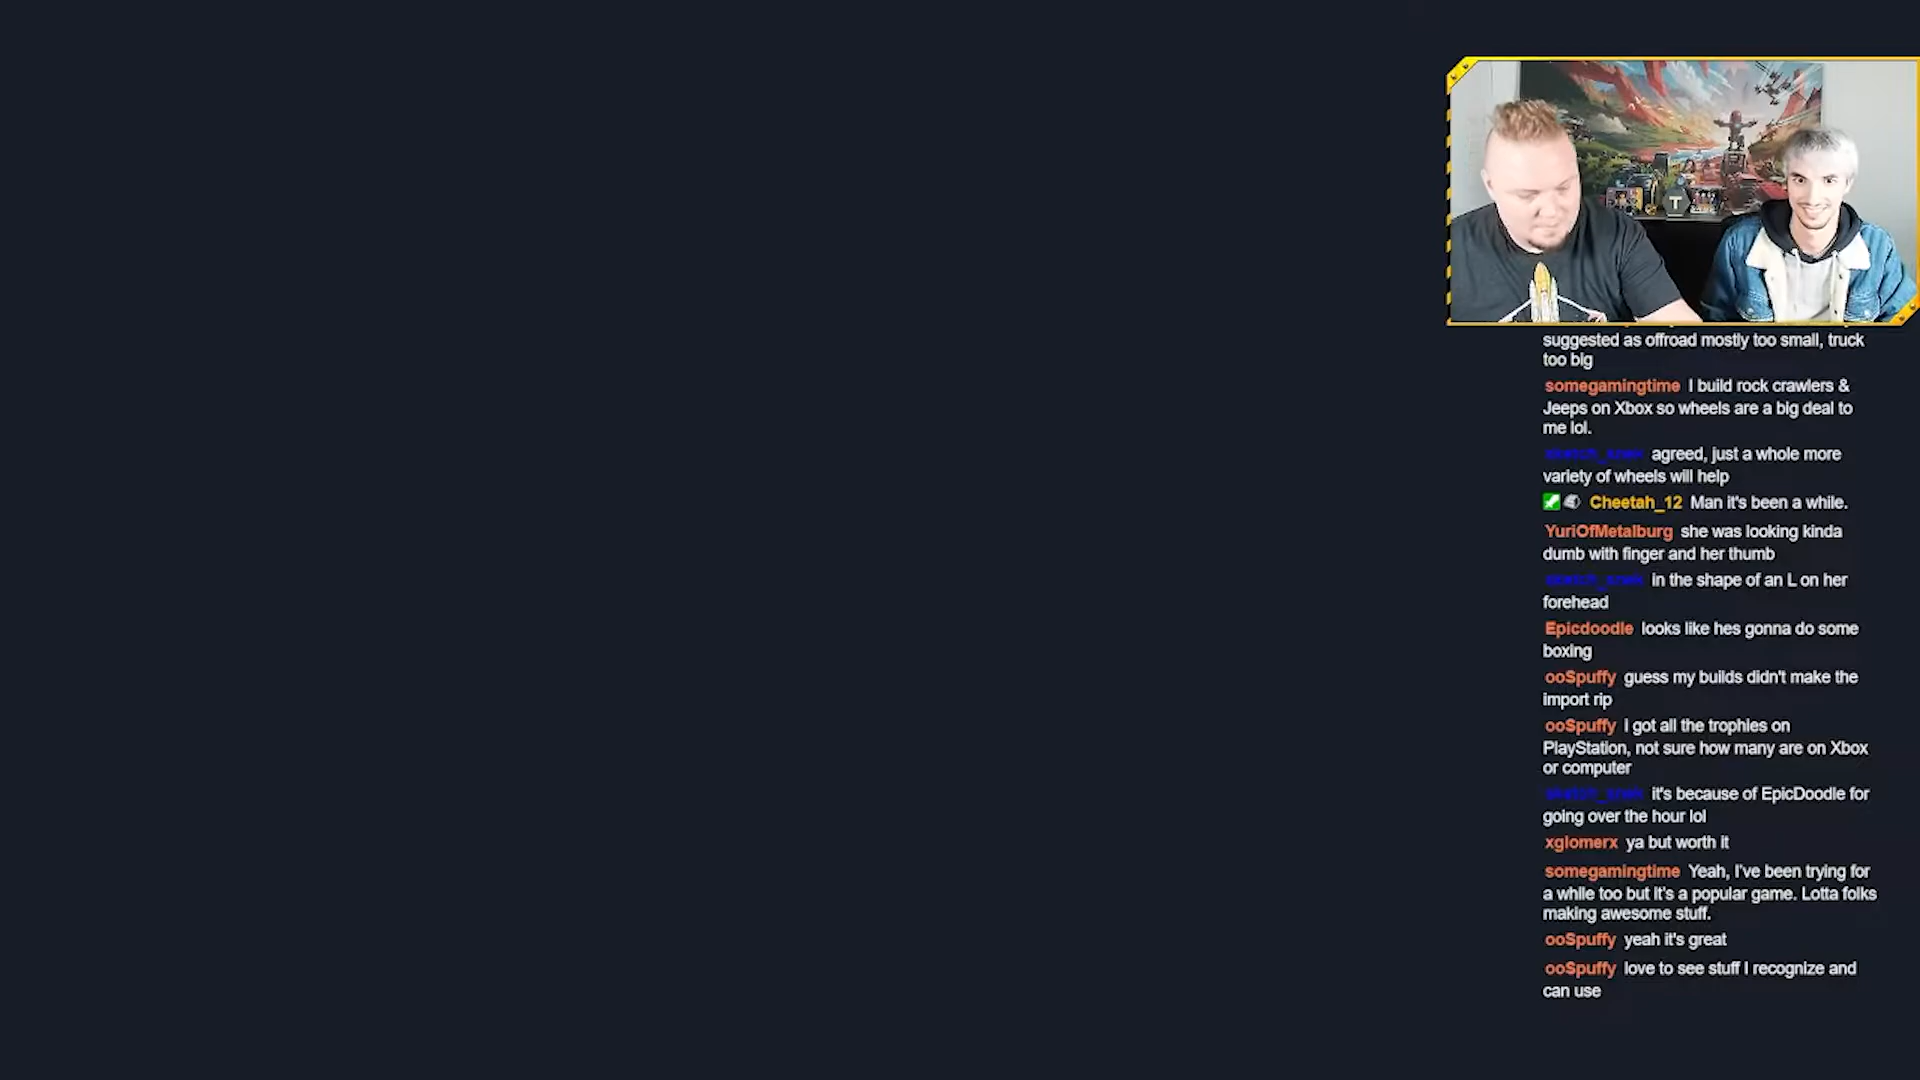 T
suggested as offroad mostly too small, truck
too big
somegamingtime I build rock crawlers &
Jeeps on Xbox so wheels are a big deal to
me lol.
agreed, just a whole more
variety of wheels will help
Cheetah_12 Man it's been a while.
YuriOfMetalburg she was looking kinda
dumb with finger and her thumb
in the shape of an L on her
forehead
Epicdoodle looks like hes gonna do some
boxing
ooSpuffy guess my builds didn't make the
import rip
ooSpuffy I got all the trophies on
PlayStation, not sure how many are on Xbox
or computer
it's because of EpicDoodle for
going over the hour lol
xglomerx ya but worth it
somegamingtime Yeah, I've been trying for
a while too but it's a popular game. Lotta folks
making awesome stuff.
ooSpuffy yeah it's great
ooSpuffy love to see stuff I recognize and
can use